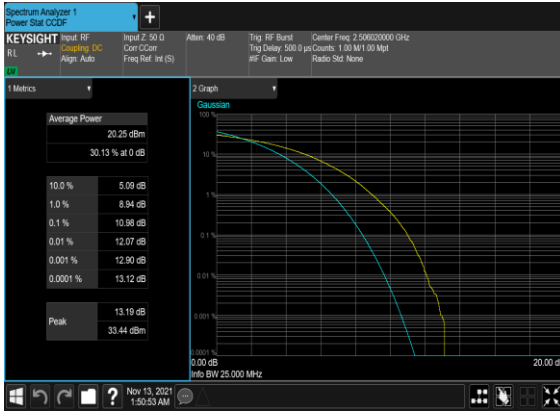 Spectrum Analyzer 1
Power Stat CCDF
KEYSIGHT
RL
Input: RF
Coupling: DC
Align: Auto
Input Z: 50 Ω
Corr CCorr
Freq Ref: Int (S)
Atten: 40 dB
Trig: RF Burst
Trig Delay: 500.0 µs
#IF Gain: Low
Center Freq: 2.506020000 GHz
Counts: 1.00 M/1.00 Mpt
Radio Std: None
1 Metrics
Average Power
20.25 dBm
30.13 % at 0 dB
10.0 % 5.09 dB
1.0 % 8.94 dB
0.1 % 10.98 dB
0.01 % 12.07 dB
0.001 % 12.90 dB
0.0001 % 13.12 dB
Peak
13.19 dB
33.44 dBm
2 Graph
Gaussian
100 %
10 %
1 %
0.1 %
0.01 %
0.001 %
0.0001 %
0.00 dB
20.00 d
Info BW 25.000 MHz
?
Nov 13, 2021
1:50:53 AM